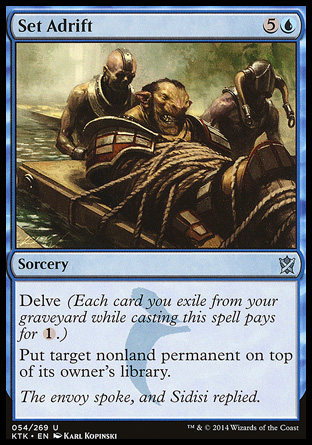 Set Adrift 5
Sorcery
Delve (Each card you exile from your
graveyard while casting this spell pays
for 1.)
Put target nonland permanent on top
of its owner's library.
The envoy spoke, and Sidisi replied.
054/269 U
KTK • EN Karl Kopinski
™ & © 2014 Wizards of the Coast